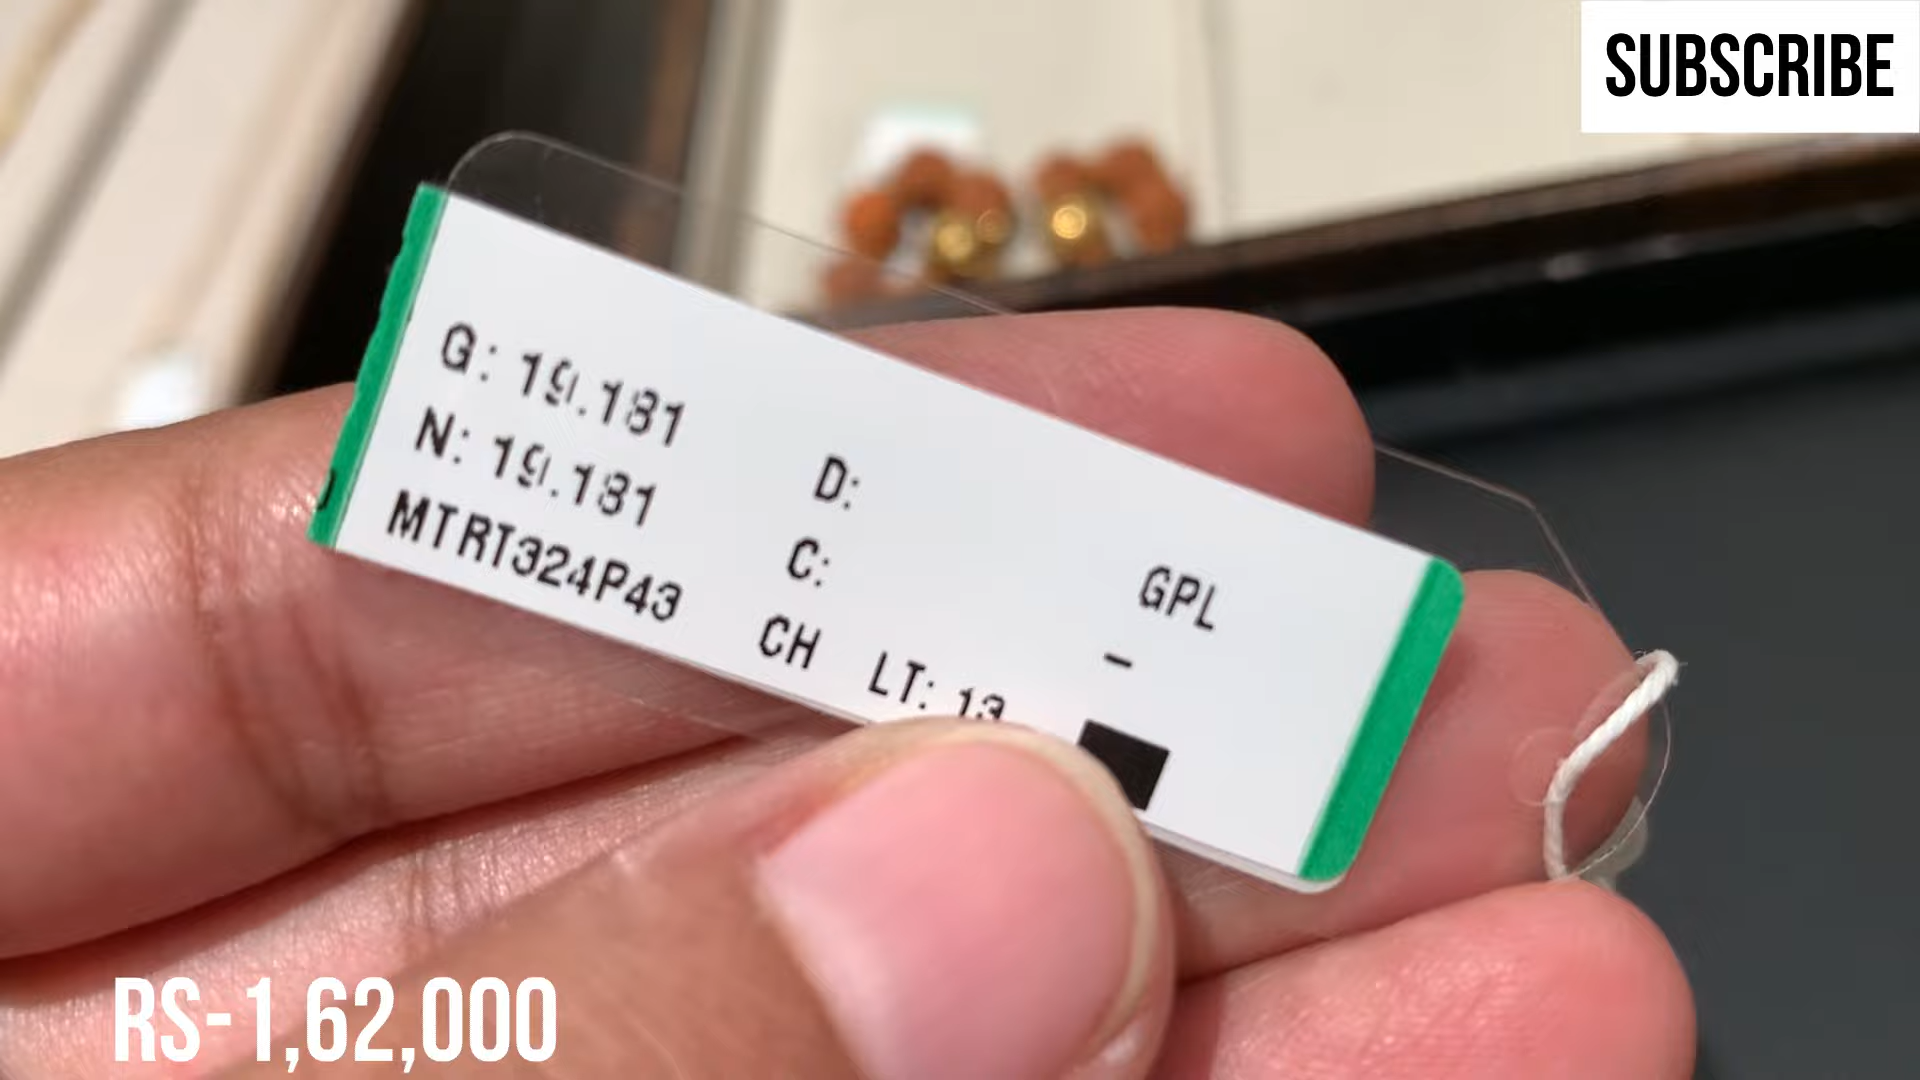 SUBSCRIBE
G: 19.181
N: 19.181
MTRT324P43
D:
C:
CH LT: 13
GPL
-
RS-1,62,000